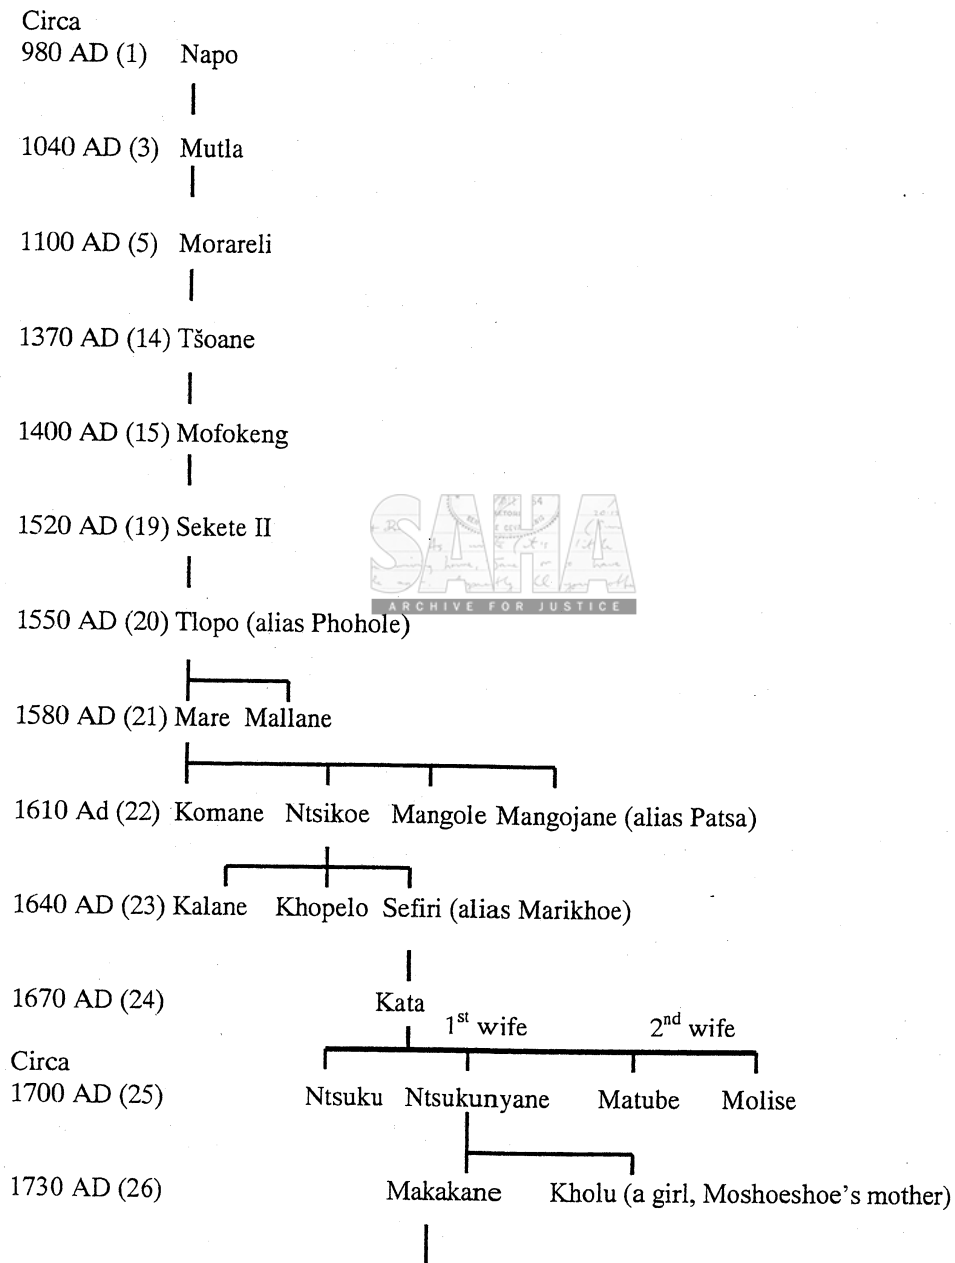 Circa
980 AD (1) Napo
1040 AD (3) Mutla
1100 AD (5) Morareli
1370 AD (14) Tšoane
1400 AD (15) Mofokeng
1520 AD (19) Sekete II
SAHA
ARCHIVE FOR JUSTICE
1550 AD (20) Tlopo (alias Phohole)
1580 AD (21) Mare Mallane
1610 Ad (22) Komane Ntsikoe Mangole Mangojane (alias Patsa)
1640 AD (23) Kalane Khopelo Sefiri (alias Marikhoe)
1670 AD (24) Kata
1st wife 2nd wife
Circa
1700 AD (25) Ntsuku Ntsukunyane Matube Molise
1730 AD (26) Makakane Kholu (a girl, Moshoeshoe's mother)